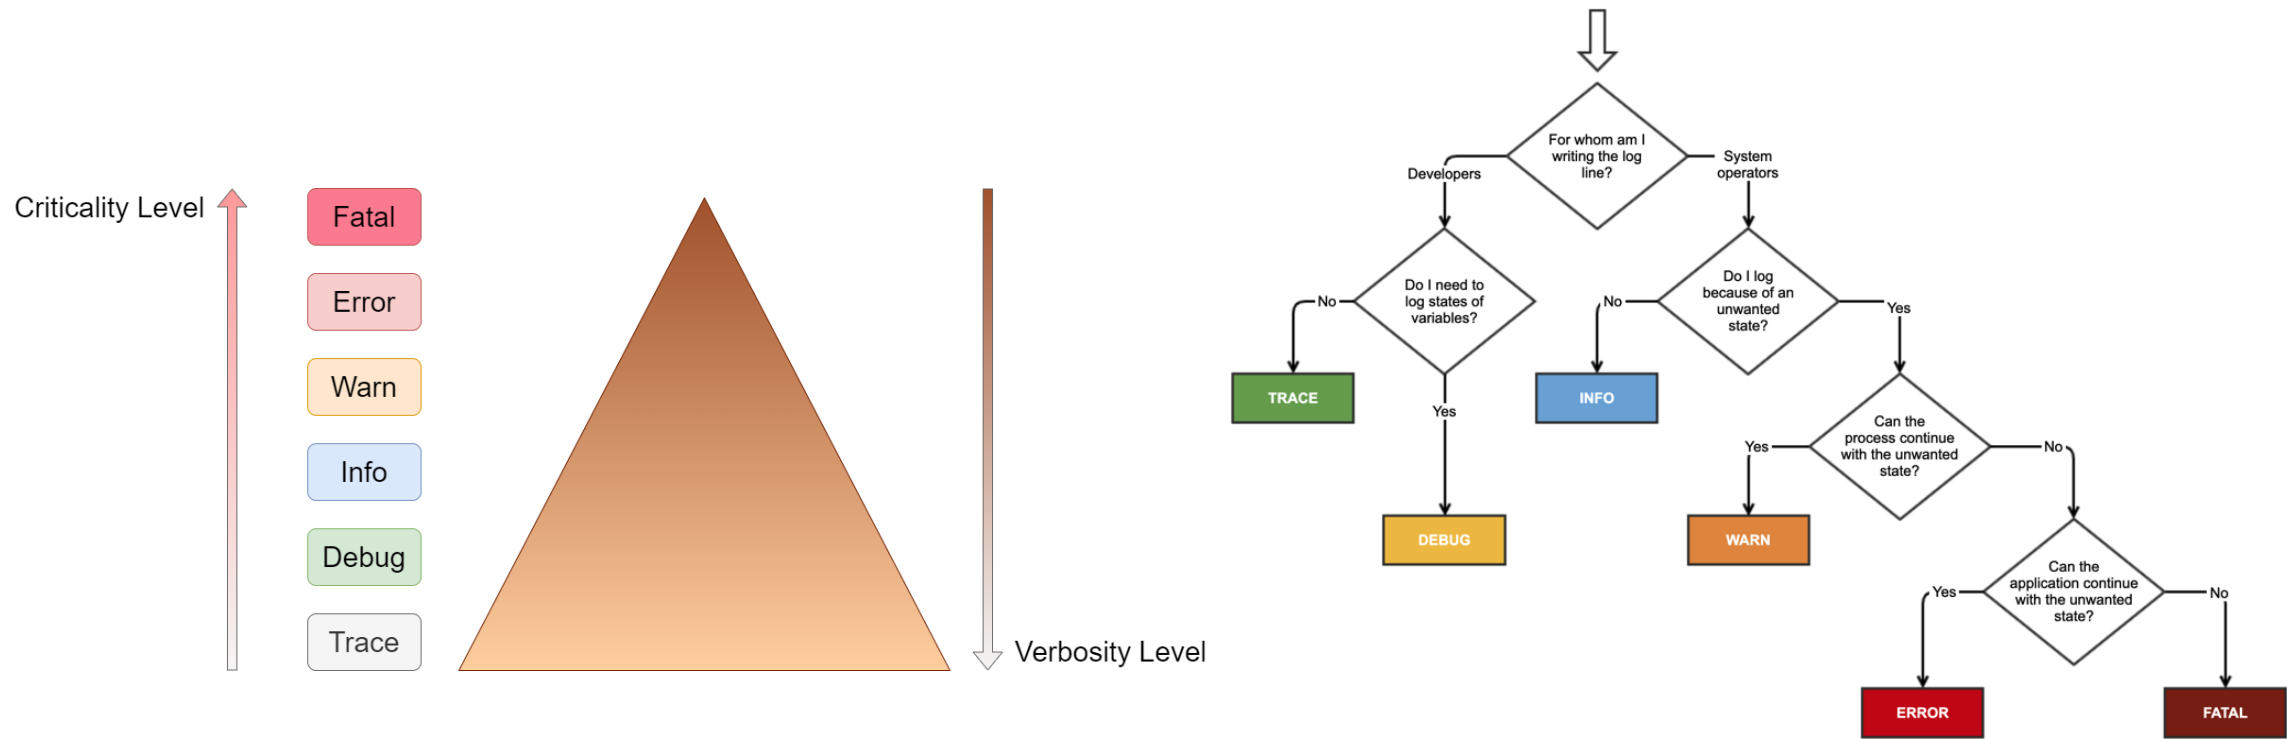 Criticality Level
Fatal
Error
Warn
Info
Debug
Trace
Verbosity Level
For whom am I
writing the log
line?
Developers
System
operators
Do I need to
log states of
variables?
No
Yes
TRACE
DEBUG
Do I log
because of an
unwanted
state?
No
Yes
INFO
Can the
process continue
with the unwanted
state?
Yes
No
WARN
Can the
application continue
with the unwanted
state?
Yes
No
ERROR
FATAL